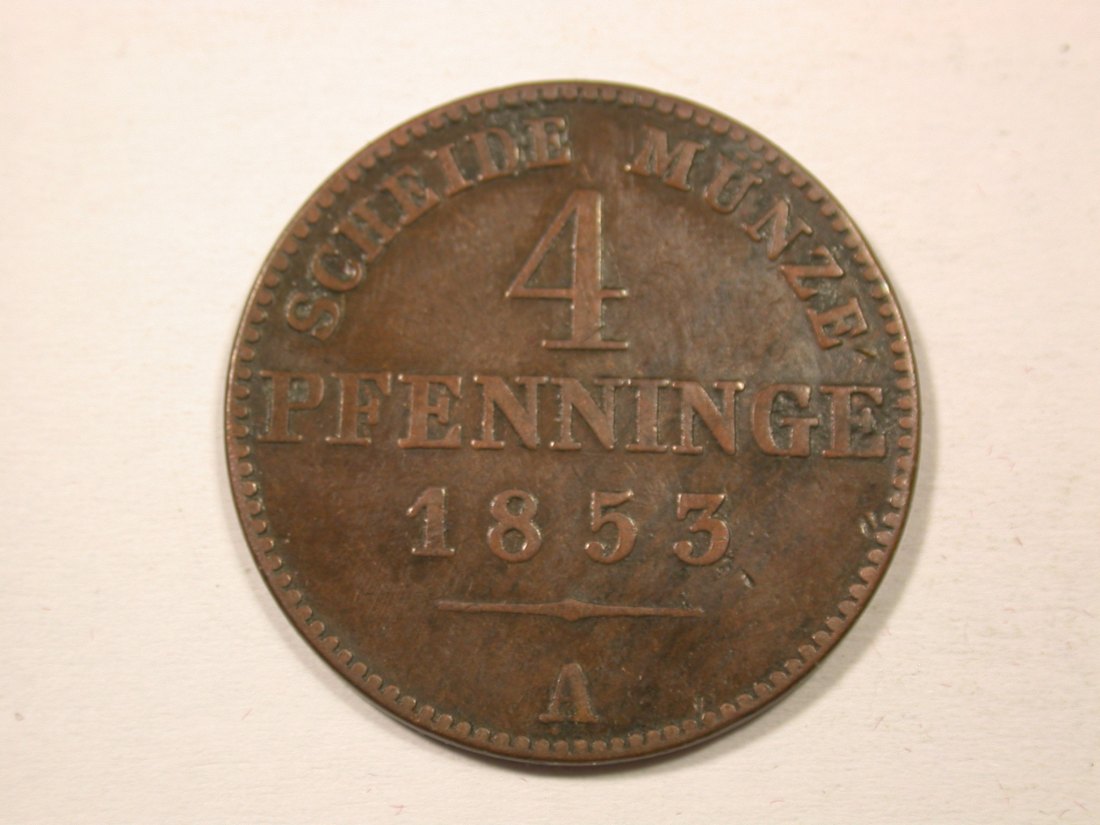 SCHEIDE MÜNZE
4
PFENNINGE
1853
A